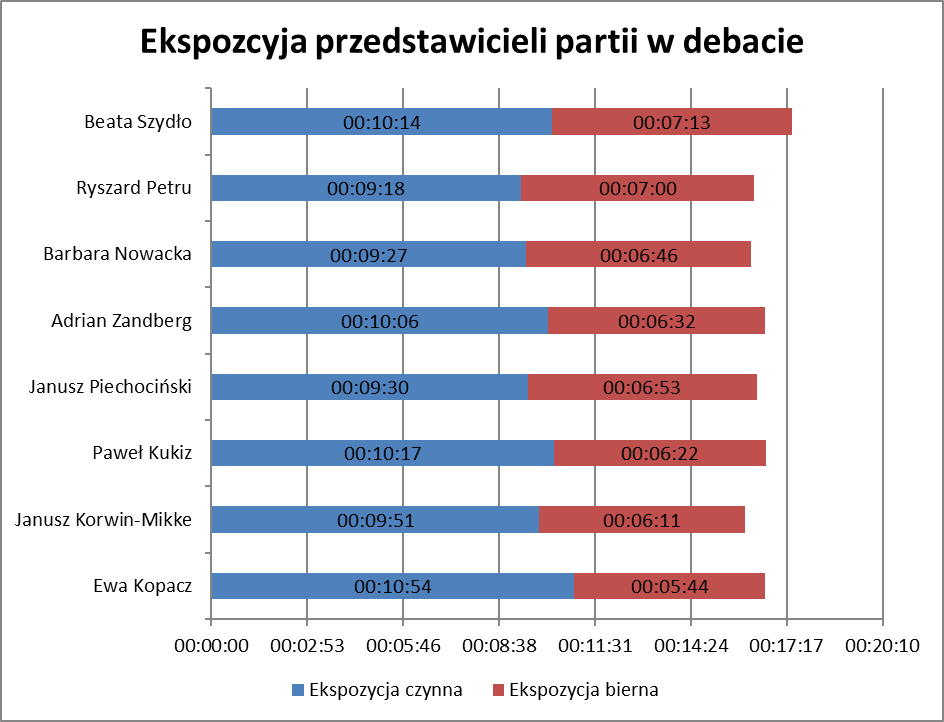 Ekspozcyja przedstawicieli partii w debacie
Beata Szydło 00:10:14 00:07:13
Ryszard Petru 00:09:18 00:07:00
Barbara Nowacka 00:09:27 00:06:46
Adrian Zandberg 00:10:06 00:06:32
Janusz Piechociński 00:09:30 00:06:53
Paweł Kukiz 00:10:17 00:06:22
Janusz Korwin-Mikke 00:09:51 00:06:11
Ewa Kopacz 00:10:54 00:05:44
00:00:00 00:02:53 00:05:46 00:08:38 00:11:31 00:14:24 00:17:17 00:20:10
Ekspozycja czynna Ekspozycja bierna